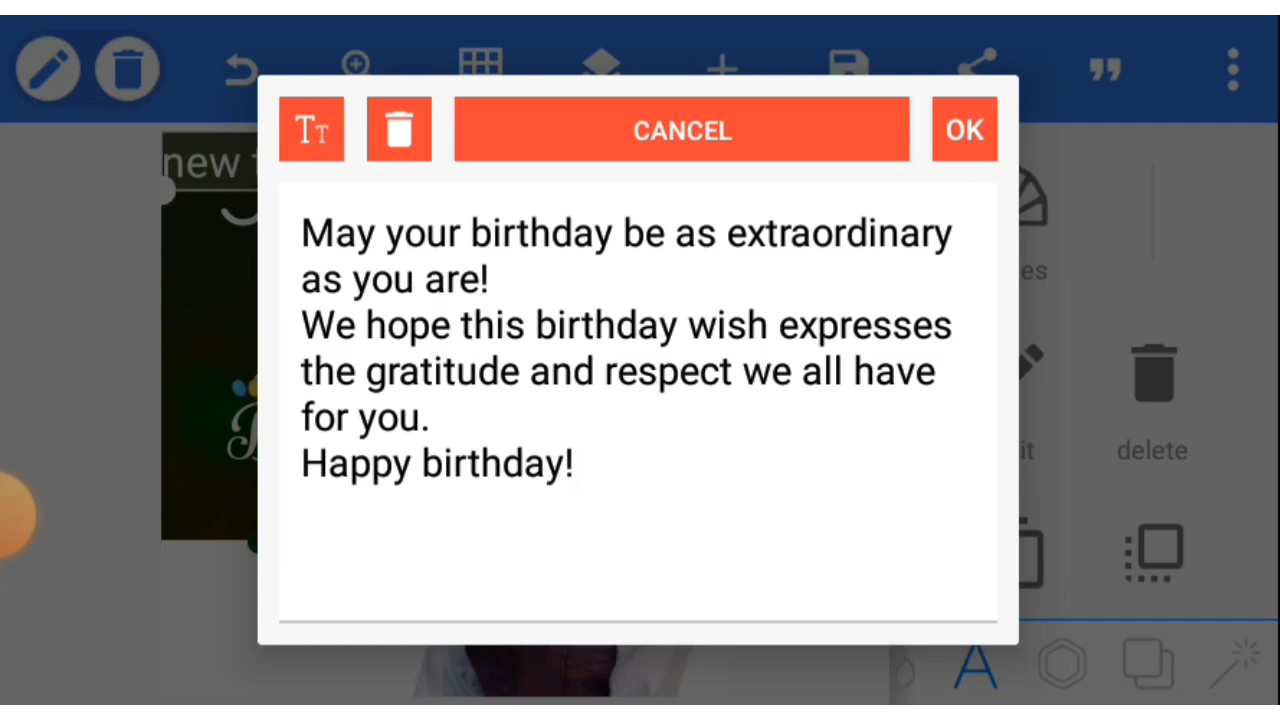 CANCEL
OK
new
May your birthday be as extraordinary
as you are!
We hope this birthday wish expresses
the gratitude and respect we all have
for you.
Happy birthday!
delete